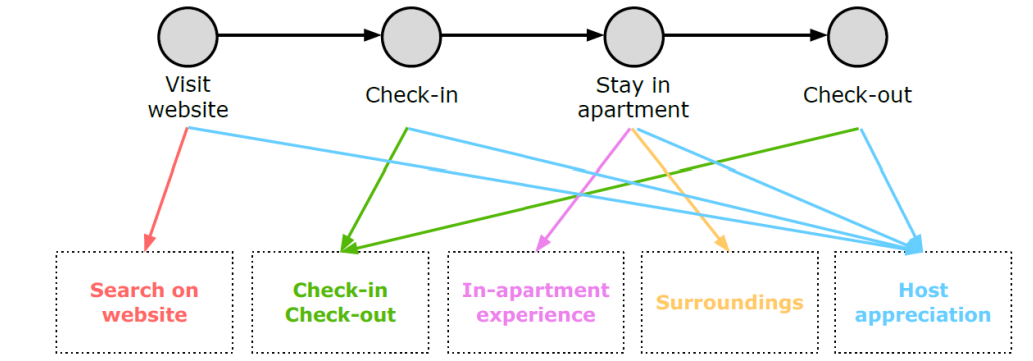 Visit
website
Check-in
Stay in
apartment
Check-out
Search on
website
Check-in
Check-out
In-apartment
experience
Surroundings
Host
appreciation